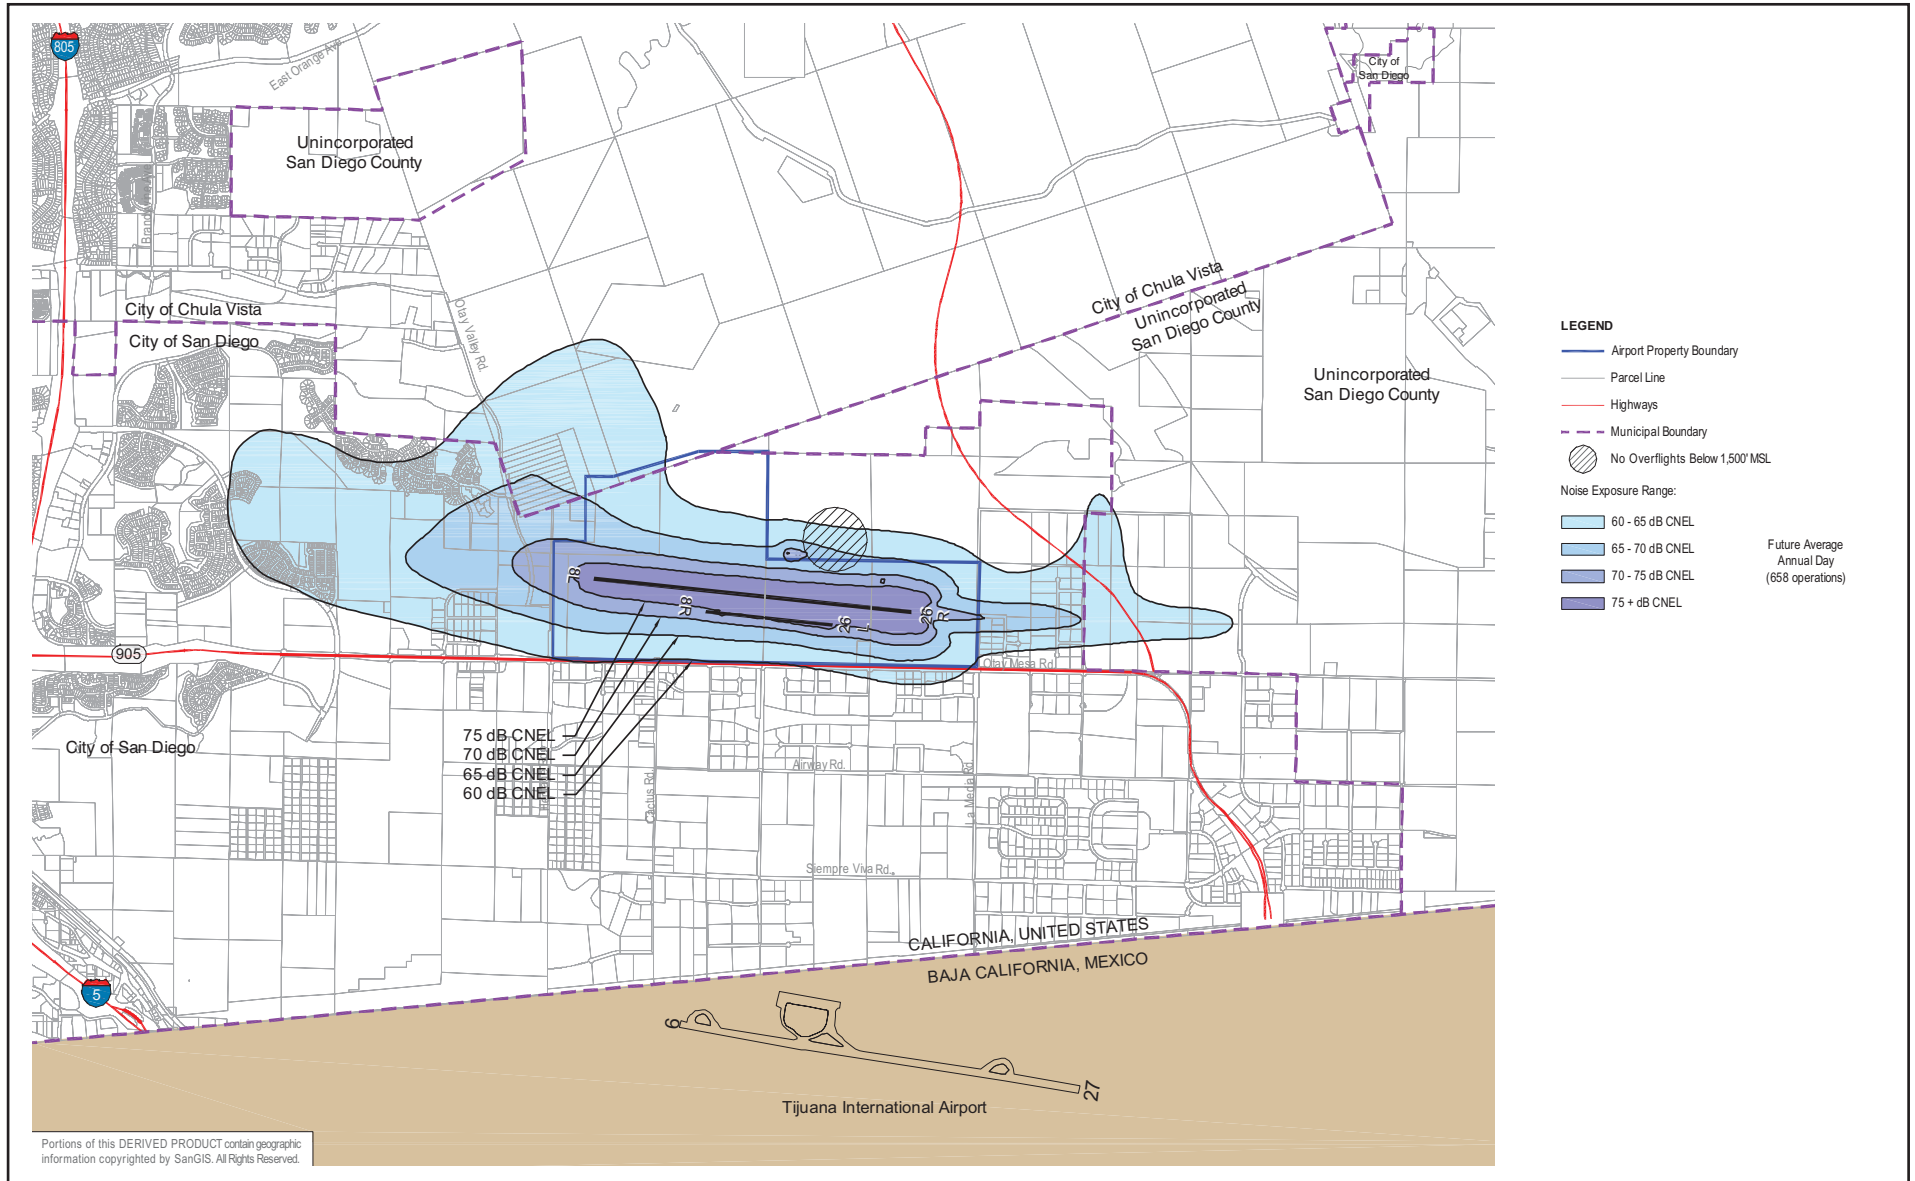 805
East Orange Ave
City of
San Diego
Unincorporated
San Diego County
City of Chula Vista
City of San Diego
Otay Valley Rd.
City of Chula Vista
Unincorporated
San Diego County
Unincorporated
San Diego County
8L
8R
26
L
26
R
905
Otay Mesa Rd.
City of San Diego
75 dB CNEL
70 dB CNEL
65 dB CNEL
60 dB CNEL
Cactus Rd.
Airway Rd.
La Media Rd.
Siempre Viva Rd.
CALIFORNIA, UNITED STATES
BAJA CALIFORNIA, MEXICO
5
9
27
Tijuana International Airport
Portions of this DERIVED PRODUCT contain geographic
information copyrighted by SanGIS. All Rights Reserved.
LEGEND
Airport Property Boundary
Parcel Line
Highways
Municipal Boundary
No Overflights Below 1,500' MSL
Noise Exposure Range:
60 - 65 dB CNEL
65 - 70 dB CNEL
70 - 75 dB CNEL
75 + dB CNEL
Future Average
Annual Day
(658 operations)